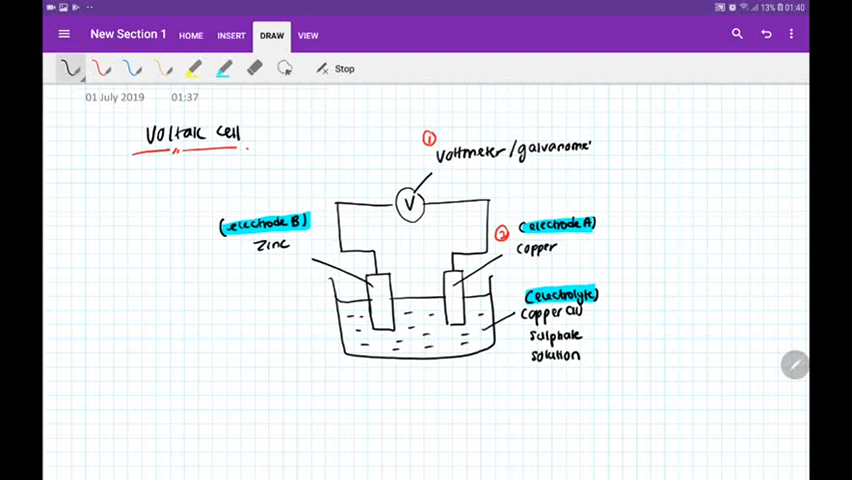 13% 01:40
New Section 1
HOME
INSERT
DRAW
VIEW
Stop
01 July 2019 01:37
Voltaic cell
1
Voltmeter/galvanome
V
(electrode B)
Zinc
2
(electrode A)
copper
(electrolyte)
copper (II)
sulphate
solution